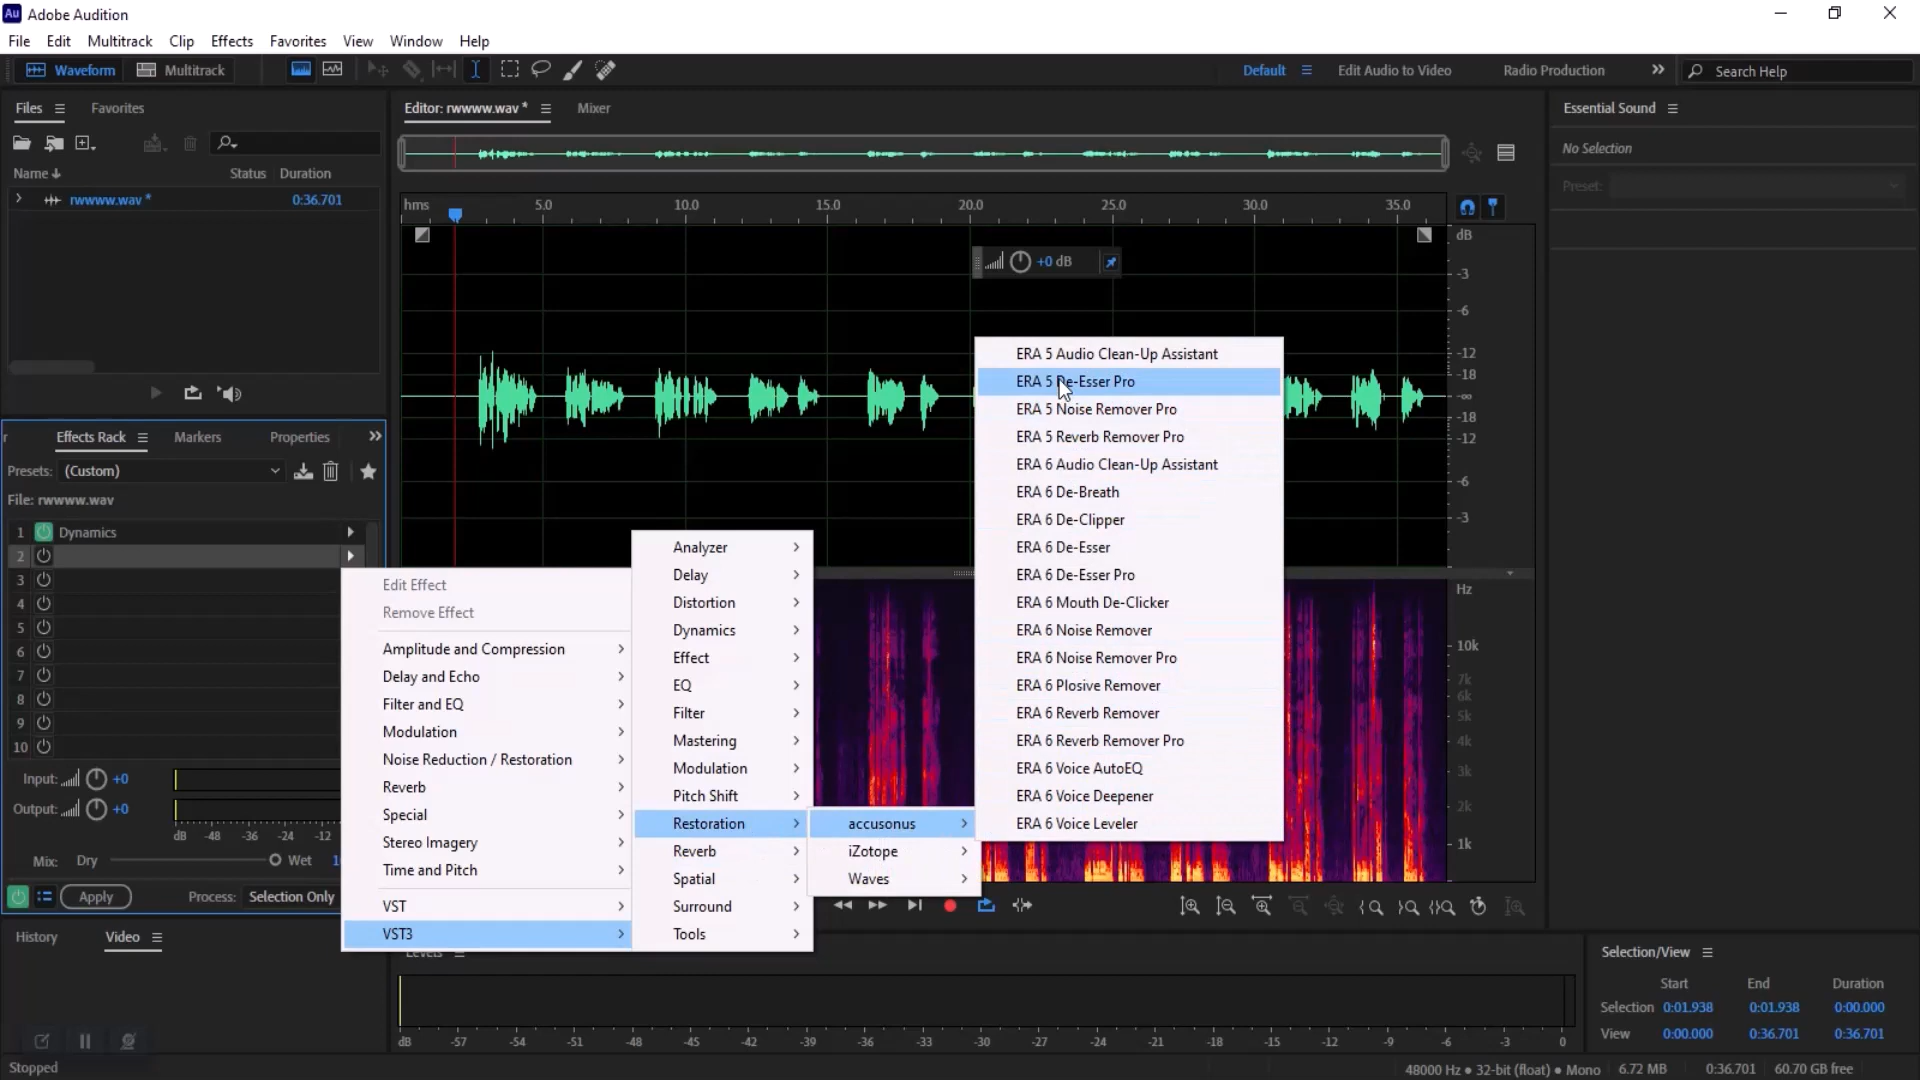 Au Adobe Audition
File Edit Multitrack Clip Effects Favorites View Window Help
Waveform Multitrack Default Edit Audio to Video Radio Production Search Help
Files Favorites
Editor: rwwww.wav * Mixer
Essential Sound
No Selection
Preset:
Name Status Duration
rwwww.wav * 0:36.701
hms 5.0 10.0 15.0 20.0 25.0 30.0 35.0
dB
+0 dB
-3
-6
-12
-18
-∞
-18
-12
-6
-3
Effects Rack Markers Properties
Presets: (Custom)
File: rwwww.wav
1 Dynamics
2
3
4
5
6
7
8
9
10
Input: +0
Output: +0
dB -48 -36 -24 -12
Mix: Dry Wet
Apply Process: Selection Only
Edit Effect
Remove Effect
Amplitude and Compression
Delay and Echo
Filter and EQ
Modulation
Noise Reduction / Restoration
Reverb
Special
Stereo Imagery
Time and Pitch
VST
VST3
Analyzer
Delay
Distortion
Dynamics
Effect
EQ
Filter
Mastering
Modulation
Pitch Shift
Restoration
Reverb
Spatial
Surround
Tools
accusonus
iZotope
Waves
ERA 5 Audio Clean-Up Assistant
ERA 5 De-Esser Pro
ERA 5 Noise Remover Pro
ERA 5 Reverb Remover Pro
ERA 6 Audio Clean-Up Assistant
ERA 6 De-Breath
ERA 6 De-Clipper
ERA 6 De-Esser
ERA 6 De-Esser Pro
ERA 6 Mouth De-Clicker
ERA 6 Noise Remover
ERA 6 Noise Remover Pro
ERA 6 Plosive Remover
ERA 6 Reverb Remover
ERA 6 Reverb Remover Pro
ERA 6 Voice AutoEQ
ERA 6 Voice Deepener
ERA 6 Voice Leveler
Hz
10k
7k
6k
5k
4k
3k
2k
1k
History Video
Levels
dB -57 -54 -51 -48 -45 -42 -39 -36 -33 -30 -27 -24 -21 -18 -15 -12 -9 -6 -3 0
Selection/View
Start End Duration
Selection 0:01.938 0:01.938 0:00.000
View 0:00.000 0:36.701 0:36.701
Stopped
48000 Hz ● 32-bit (float) ● Mono 6.72 MB 0:36.701 60.70 GB free